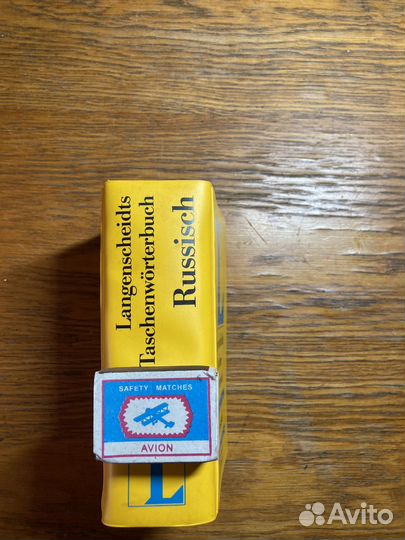 Langenscheidts
Taschenwörterbuch
Russisch
SAFETY MATCHES
AVION
L
Avito